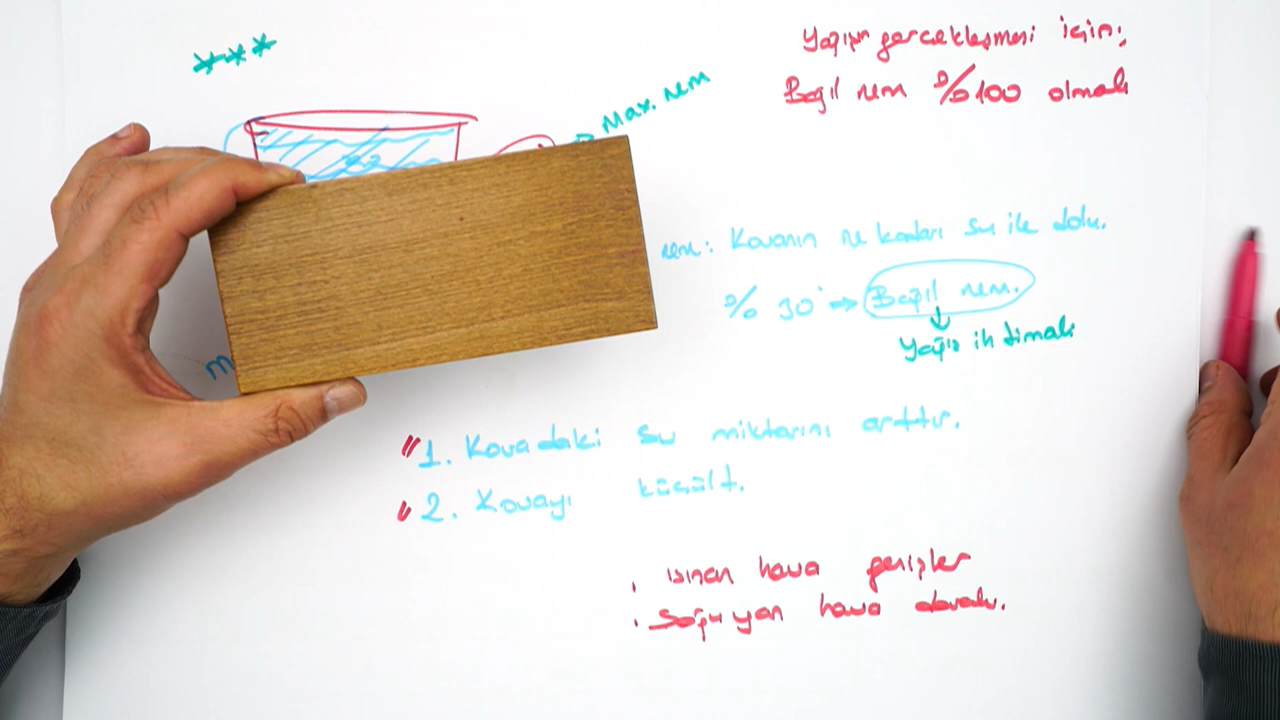 ***
Yağışın gerçekleşmesi için;
Bağıl nem %100 olmalı
Max. nem
nem: Kovanın ne kadarı su ile dolu.
% 30 → Bağıl nem.
Yağış ihtimali
1. Kovadaki su miktarını arttır.
2. Kovayı küçült.
. ısınan hava genişler
. Soğuyan hava daralır.